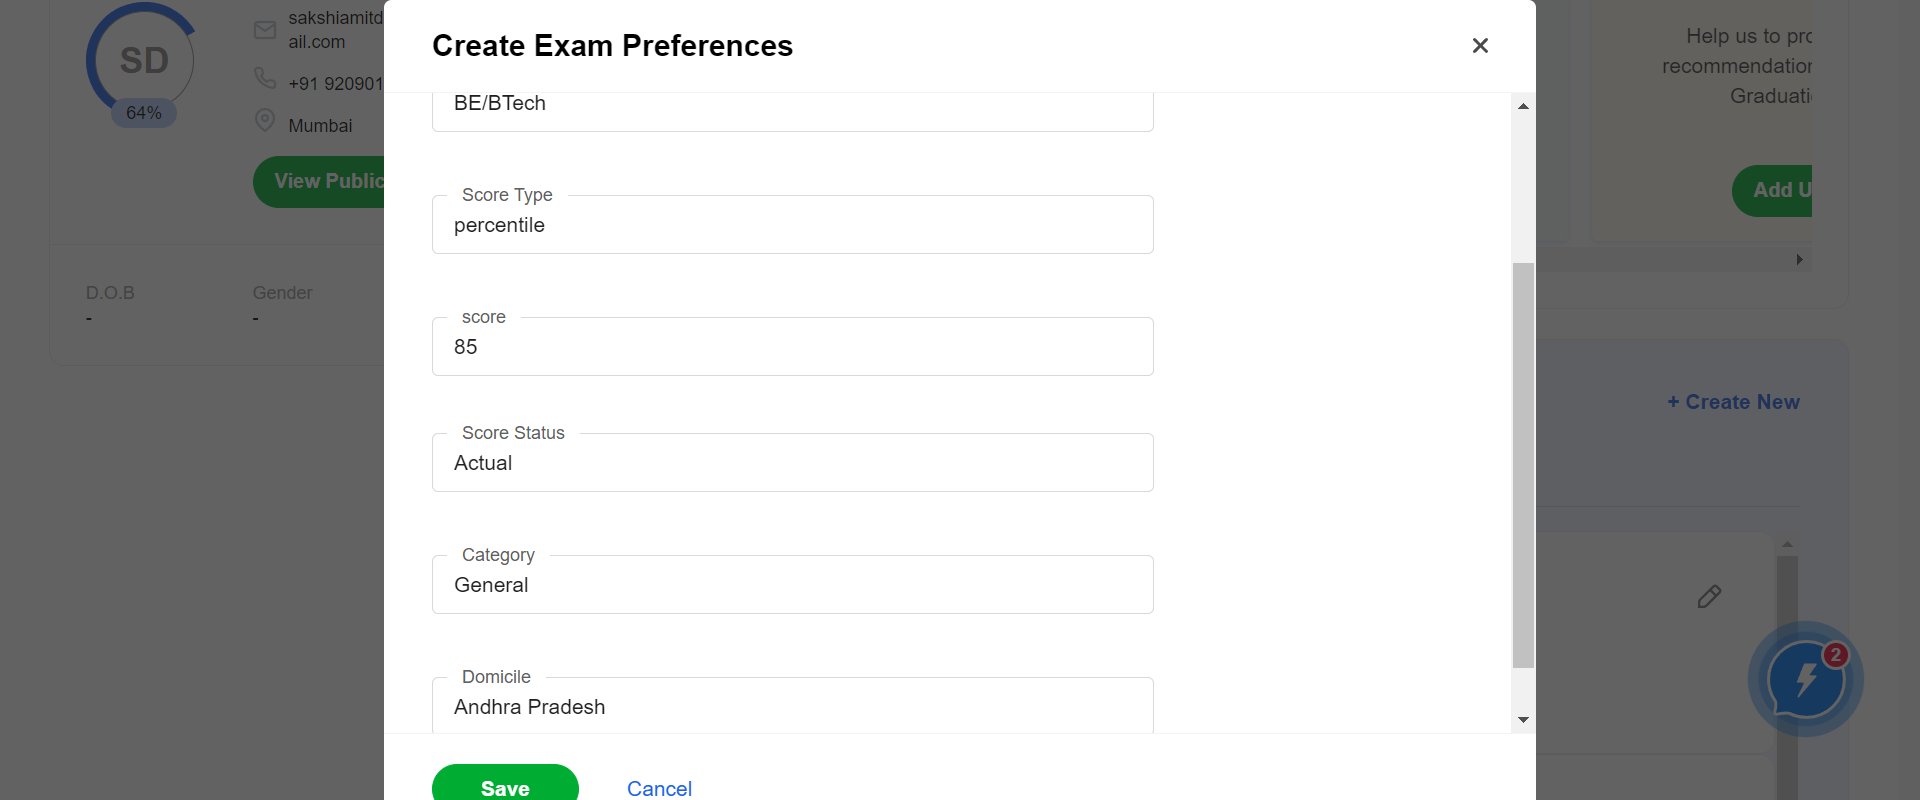 SD
64%
sakshiamitd
ail.com
+91 920901
Mumbai
View Public
D.O.B
-
Gender
-
Create Exam Preferences
BE/BTech
Score Type
percentile
score
85
Score Status
Actual
Category
General
Domicile
Andhra Pradesh
Save
Cancel
Help us to pro
recommendation
Graduati
Add U
+ Create New
2